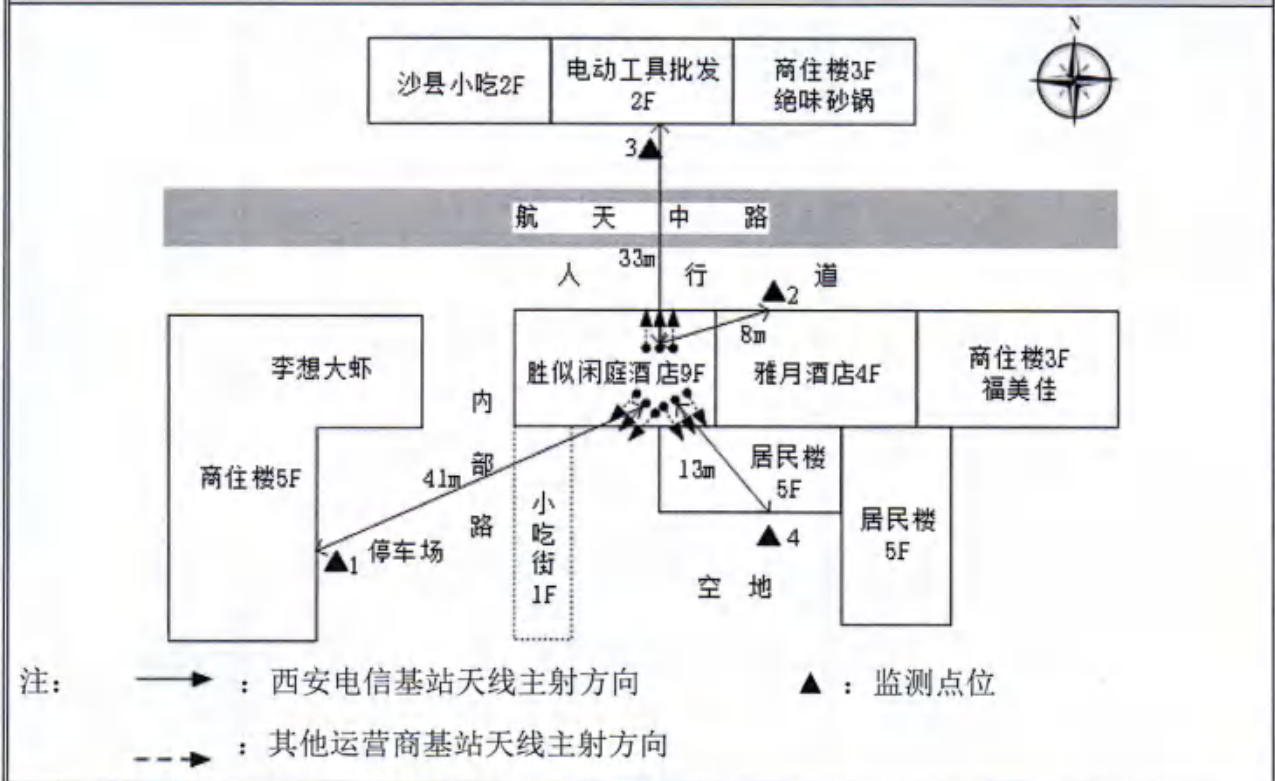 N
沙县小吃2F
电动工具批发
2F
商住楼3F
绝味砂锅
3
航天中路
33m
人行道
2
8m
李想大虾
胜似闲庭酒店9F
雅月酒店4F
商住楼3F
福美佳
内部路
商住楼5F
41m
13m
居民楼
5F
小吃街1F
居民楼
5F
停车场
1
4
空地
注:
:西安电信基站天线主射方向
:监测点位
:其他运营商基站天线主射方向